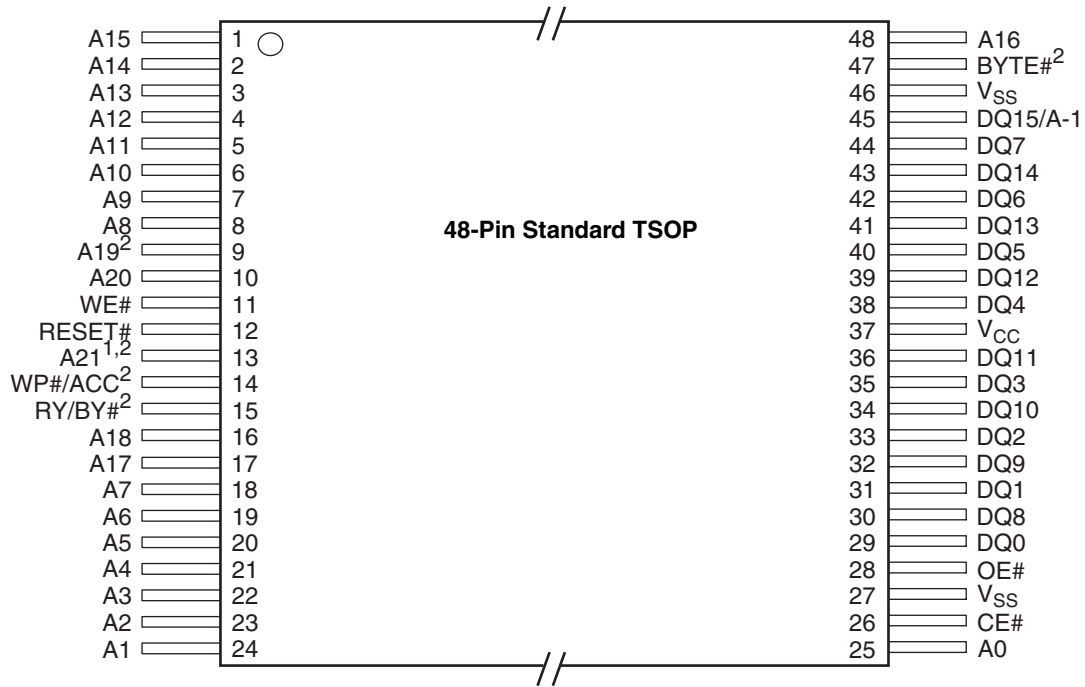 A15 1 48 A16
A14 2 47 BYTE#²
A13 3 46 V_SS
A12 4 45 DQ15/A-1
A11 5 44 DQ7
A10 6 43 DQ14
A9 7 42 DQ6
A8 8 48-Pin Standard TSOP 41 DQ13
A19² 9 40 DQ5
A20 10 39 DQ12
WE# 11 38 DQ4
RESET# 12 37 V_CC
A21¹,² 13 36 DQ11
WP#/ACC² 14 35 DQ3
RY/BY#² 15 34 DQ10
A18 16 33 DQ2
A17 17 32 DQ9
A7 18 31 DQ1
A6 19 30 DQ8
A5 20 29 DQ0
A4 21 28 OE#
A3 22 27 V_SS
A2 23 26 CE#
A1 24 25 A0